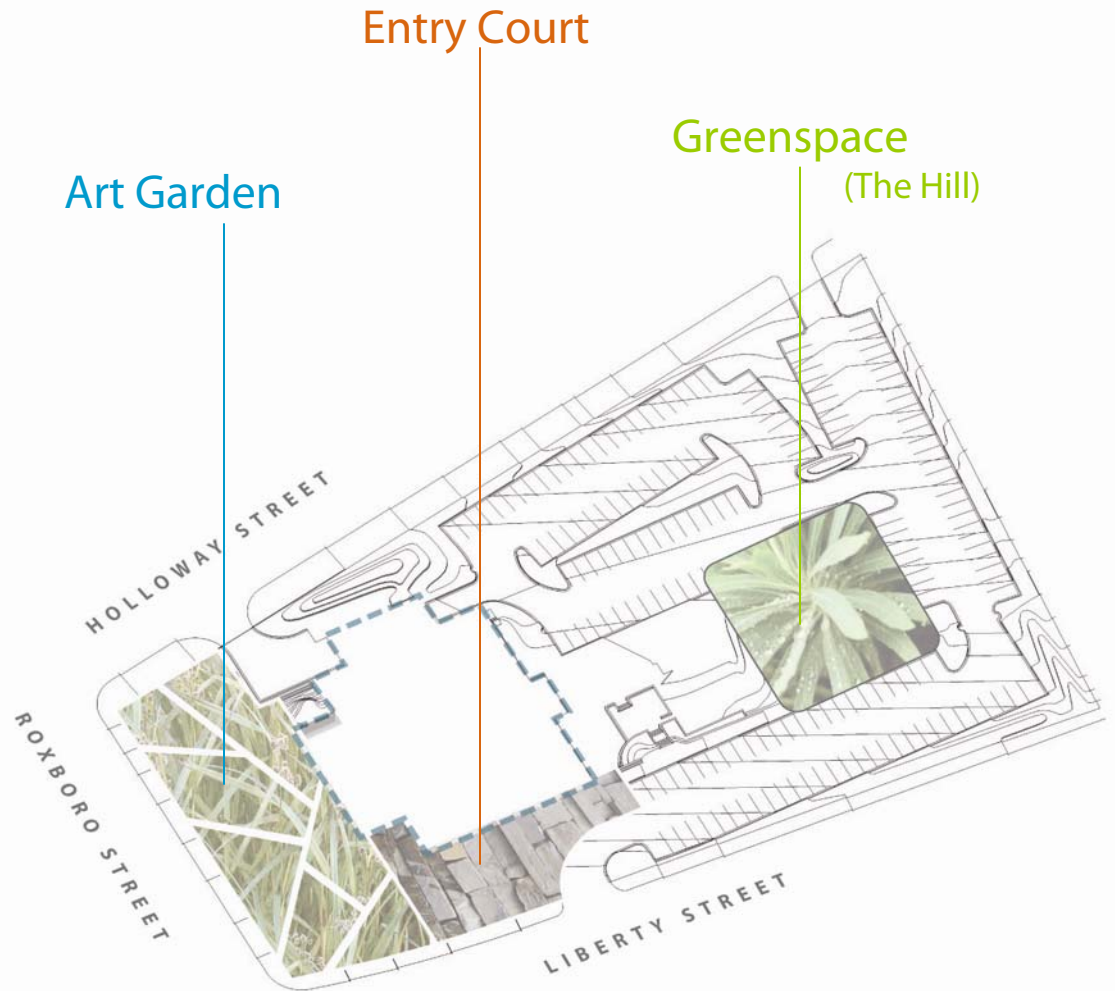 Entry Court
Greenspace
(The Hill)
Art Garden
HOLLOWAY STREET
ROXBORO STREET
LIBERTY STREET